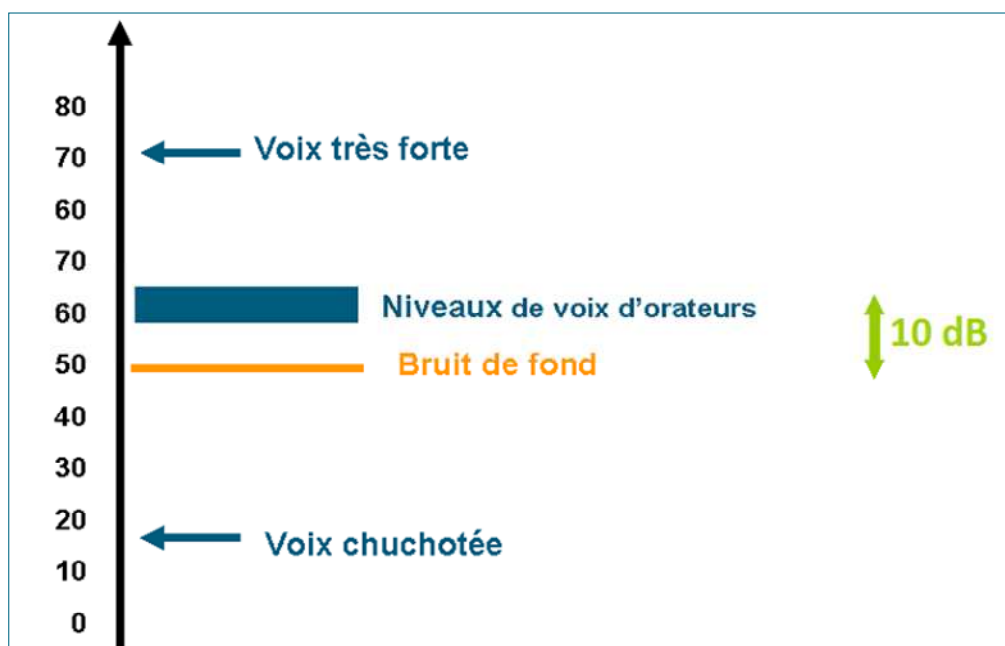 80
Voix très forte
70
60
70
Niveaux de voix d'orateurs
60
10 dB
50
Bruit de fond
40
30
20
Voix chuchotée
10
0